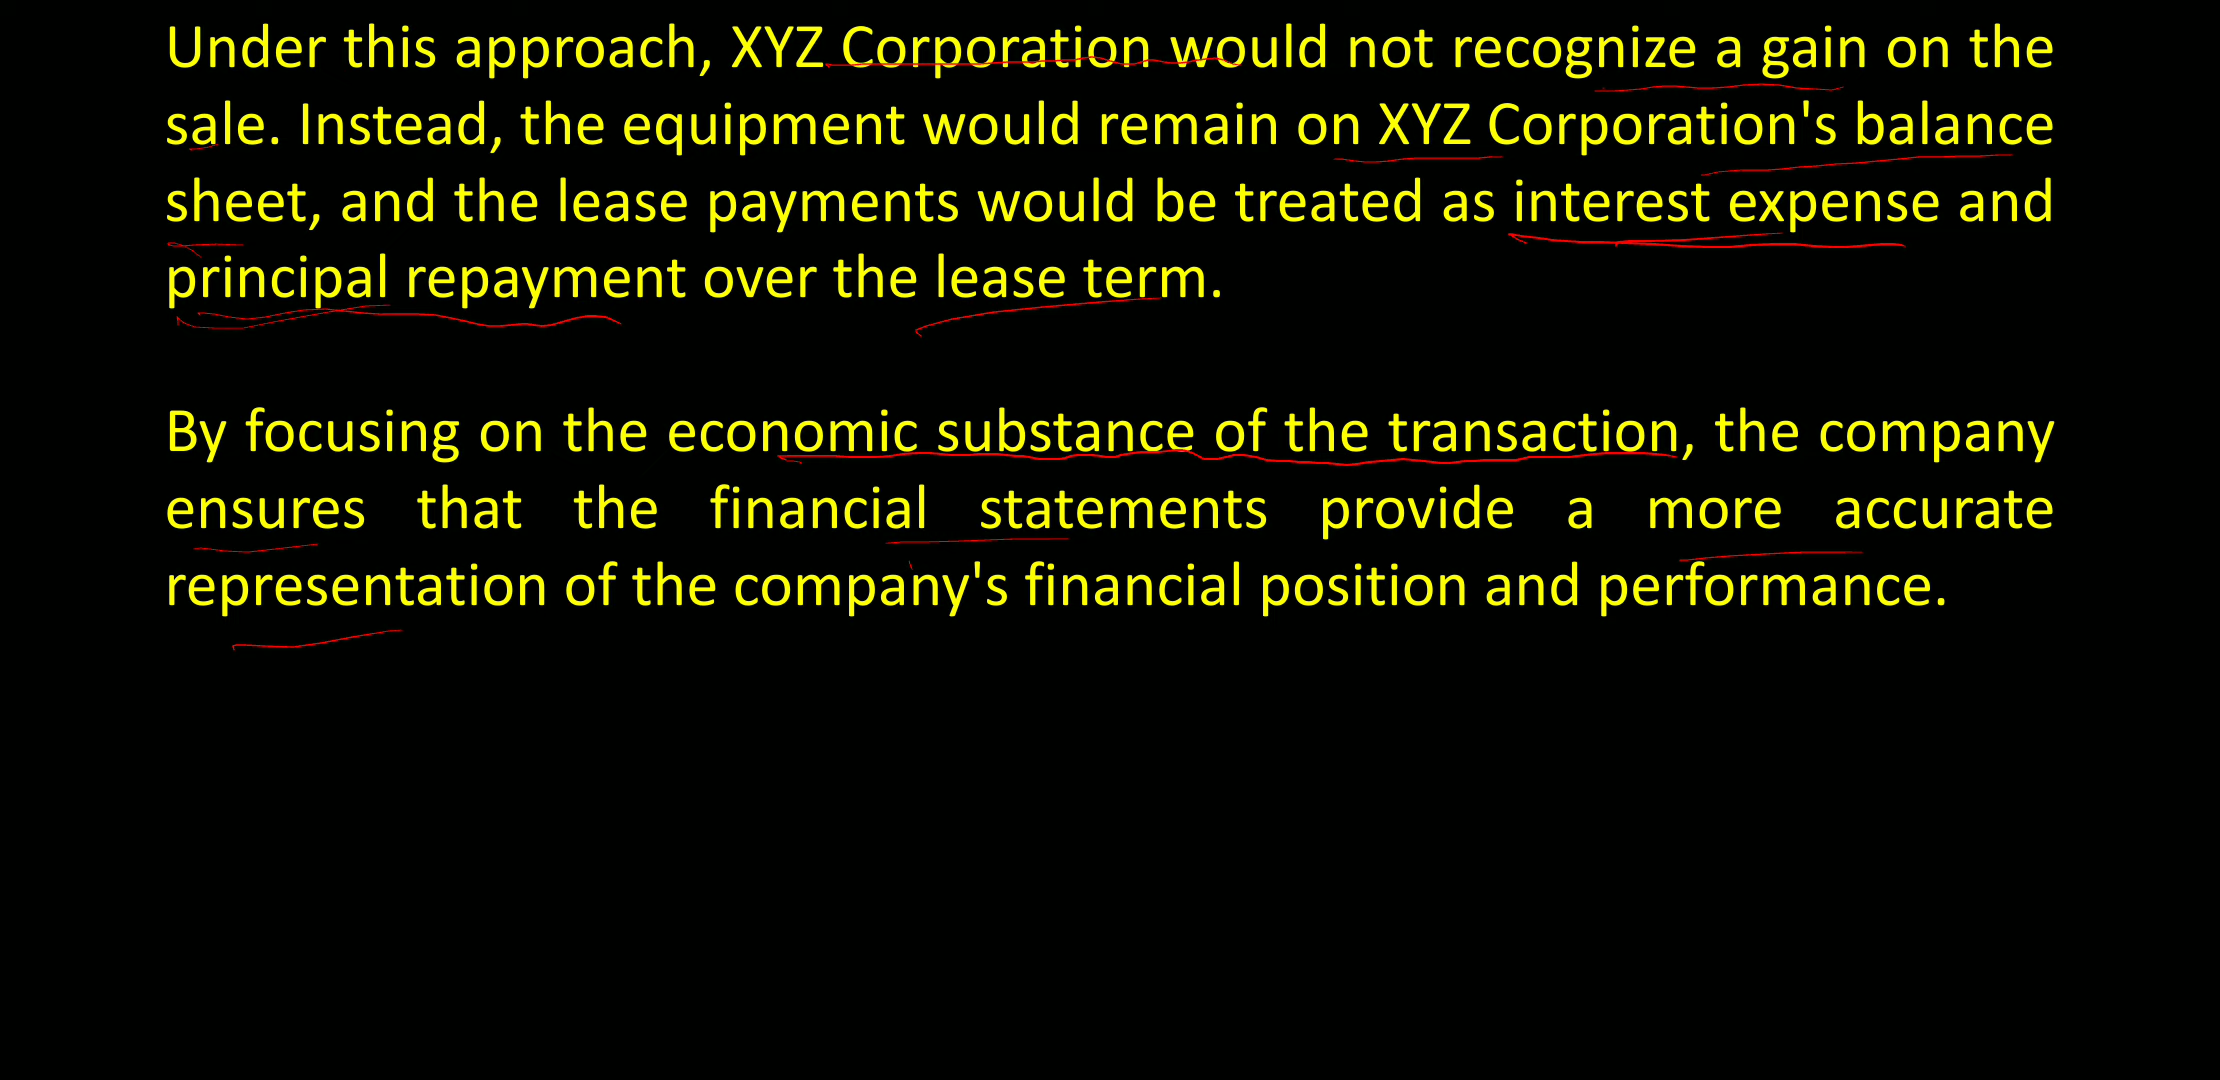 Under this approach, XYZ Corporation would not recognize a gain on the
sale. Instead, the equipment would remain on XYZ Corporation's balance
sheet, and the lease payments would be treated as interest expense and
principal repayment over the lease term.
By focusing on the economic substance of the transaction, the company
ensures that the financial statements provide a more accurate
representation of the company's financial position and performance.